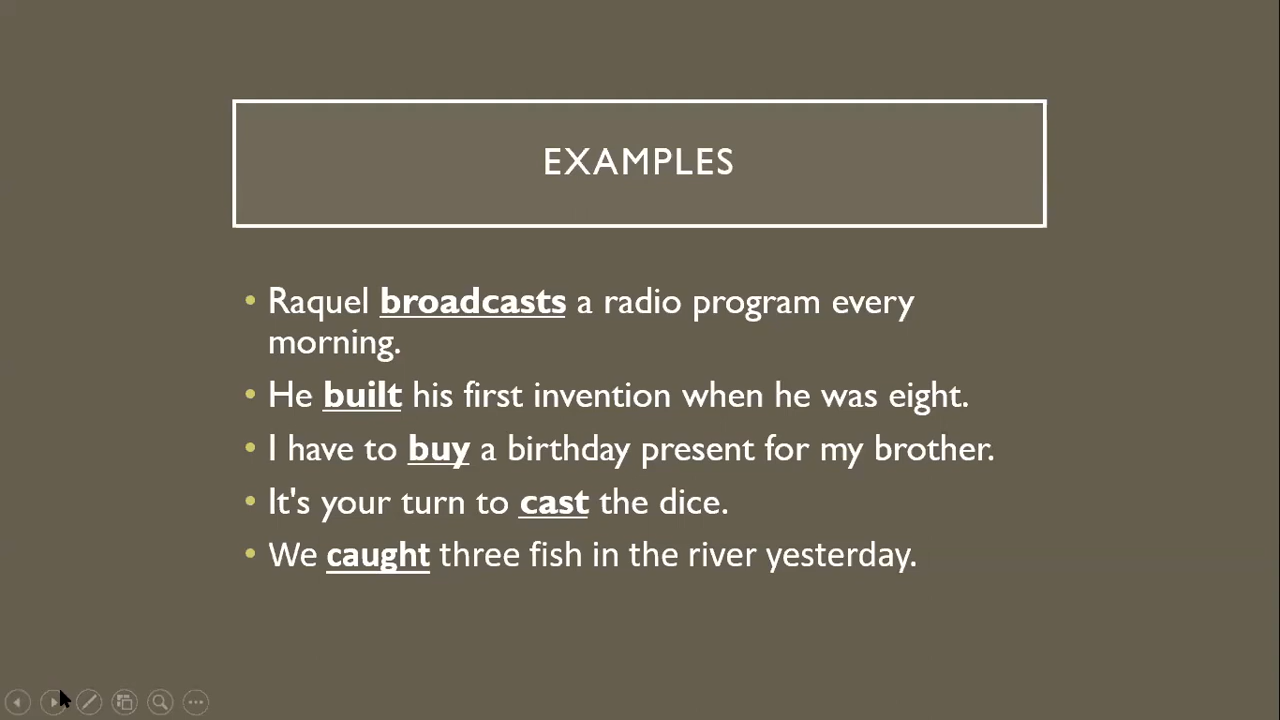 EXAMPLES
• Raquel broadcasts a radio program every
morning.
• He built his first invention when he was eight.
• I have to buy a birthday present for my brother.
• It's your turn to cast the dice.
• We caught three fish in the river yesterday.